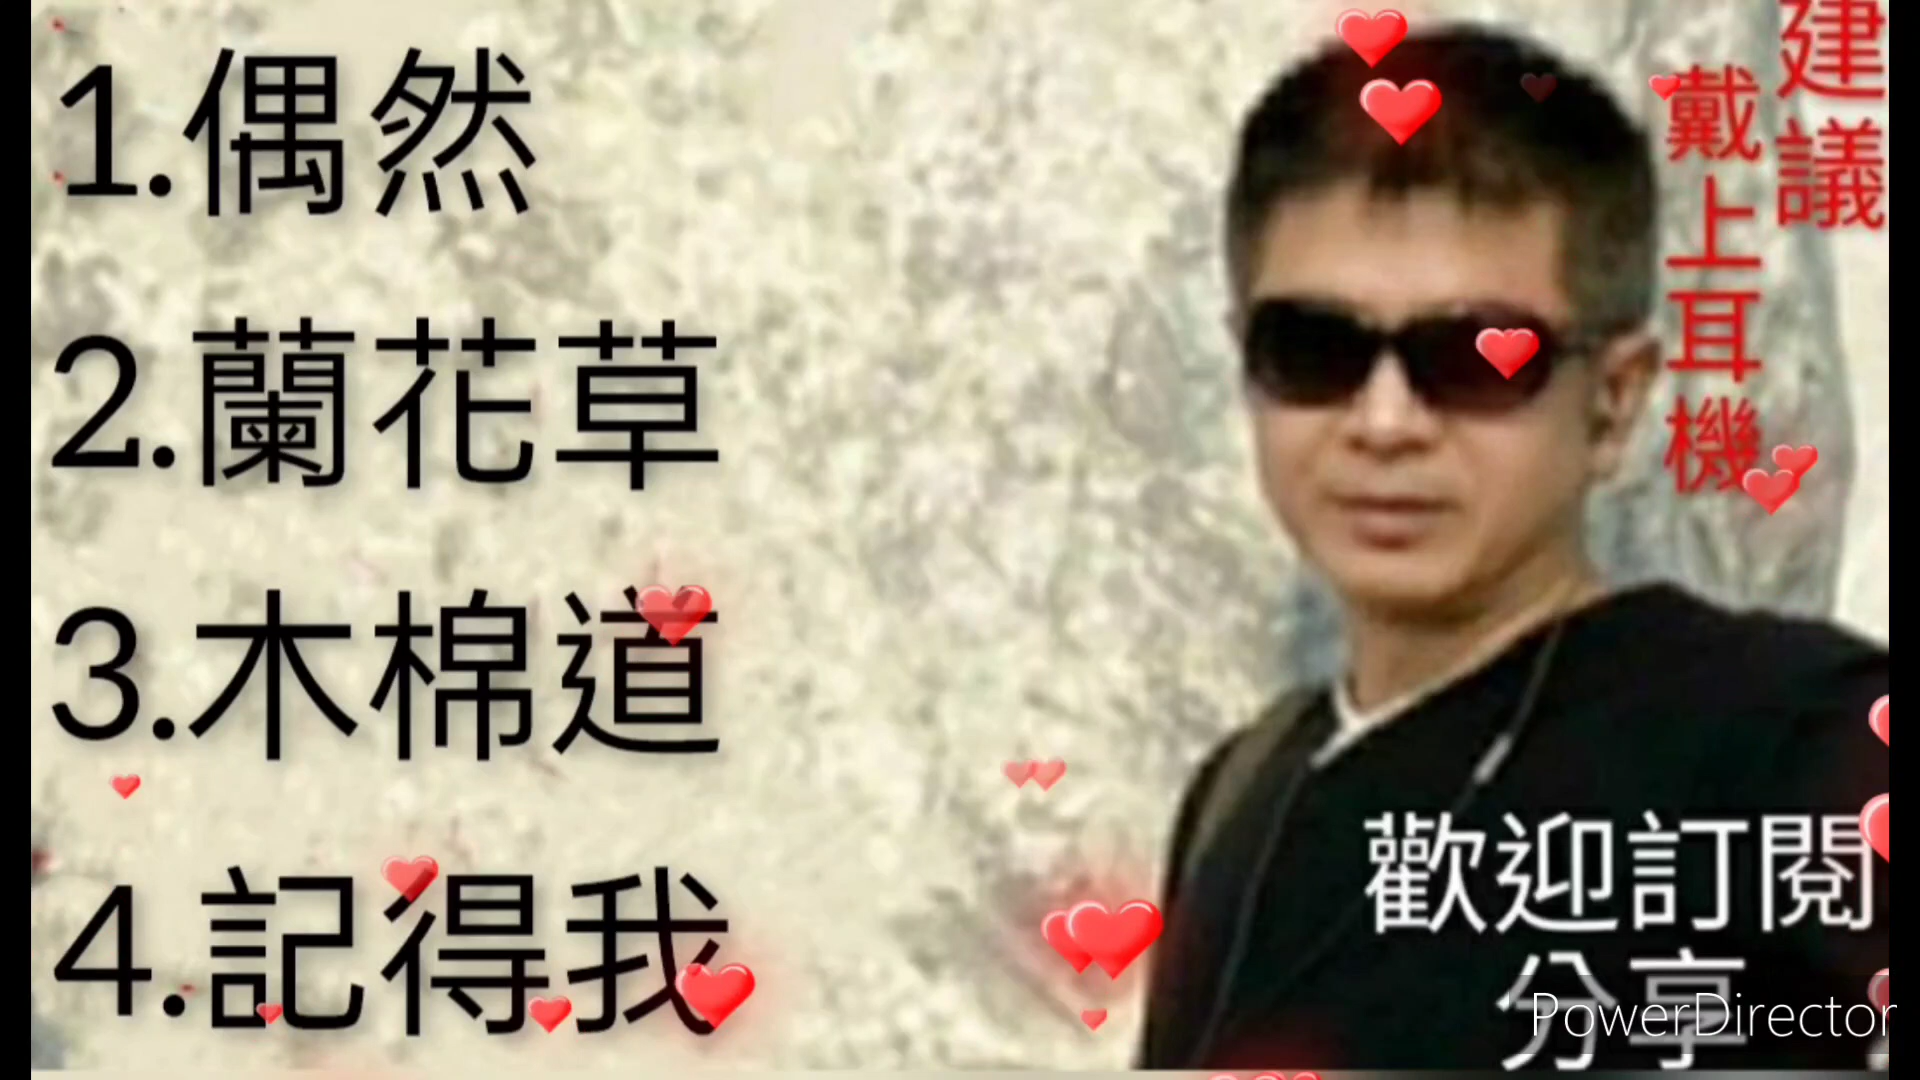 1.偶然
2.蘭花草
3.木棉道
4.記得我
建議
戴上耳機
歡迎訂閱
分享
PowerDirector